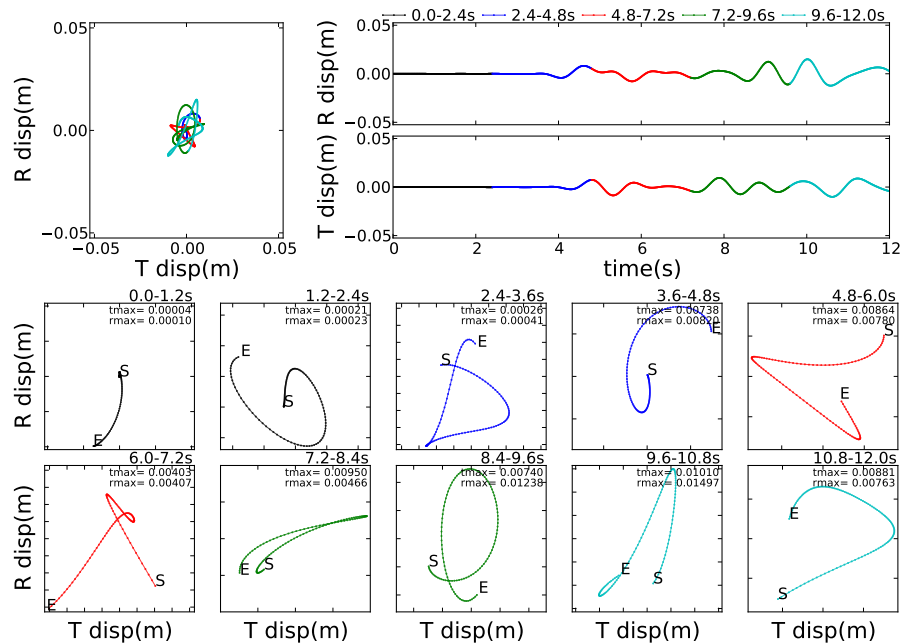 0.0-2.4s 2.4-4.8s 4.8-7.2s 7.2-9.6s 9.6-12.0s
0.05
0.00
−0.05
R disp(m)
−0.05 0.00 0.05
T disp(m)
0.05
0.00
−0.05
R disp(m)
0.05
0.00
−0.05
T disp(m)
0 2 4 6 8 10 12
time(s)
R disp(m)
0.0-1.2s
tmax= 0.00004
rmax= 0.00010
S
E
1.2-2.4s
tmax= 0.00021
rmax= 0.00023
E
S
2.4-3.6s
tmax= 0.00026
rmax= 0.00041
E
S
3.6-4.8s
tmax= 0.00738
rmax= 0.00820
E
S
4.8-6.0s
tmax= 0.00864
rmax= 0.00780
S
E
R disp(m)
6.0-7.2s
tmax= 0.00403
rmax= 0.00407
S
E
T disp(m)
7.2-8.4s
tmax= 0.00950
rmax= 0.00466
E
S
T disp(m)
8.4-9.6s
tmax= 0.00740
rmax= 0.01238
S
E
T disp(m)
9.6-10.8s
tmax= 0.01010
rmax= 0.01497
E
S
T disp(m)
10.8-12.0s
tmax= 0.00881
rmax= 0.00763
E
S
T disp(m)